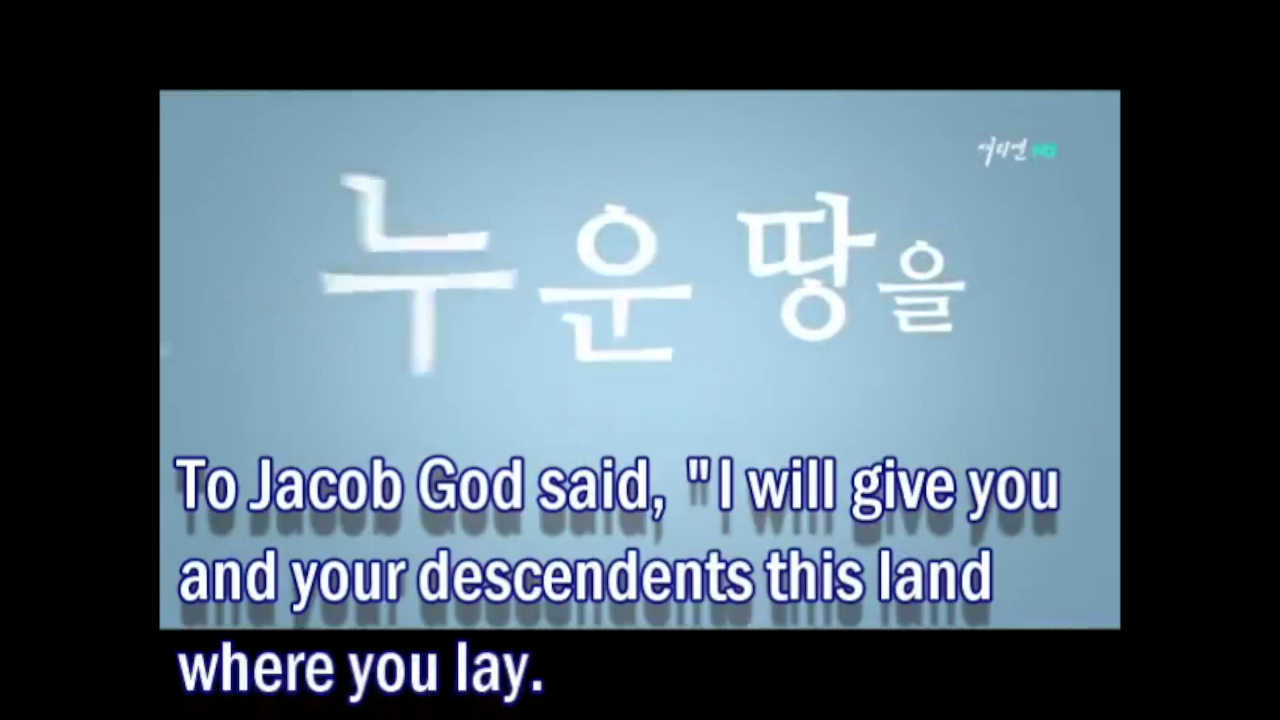 HD
누운 땅을
To Jacob God said, "I will give you
and your descendents this land
where you lay.